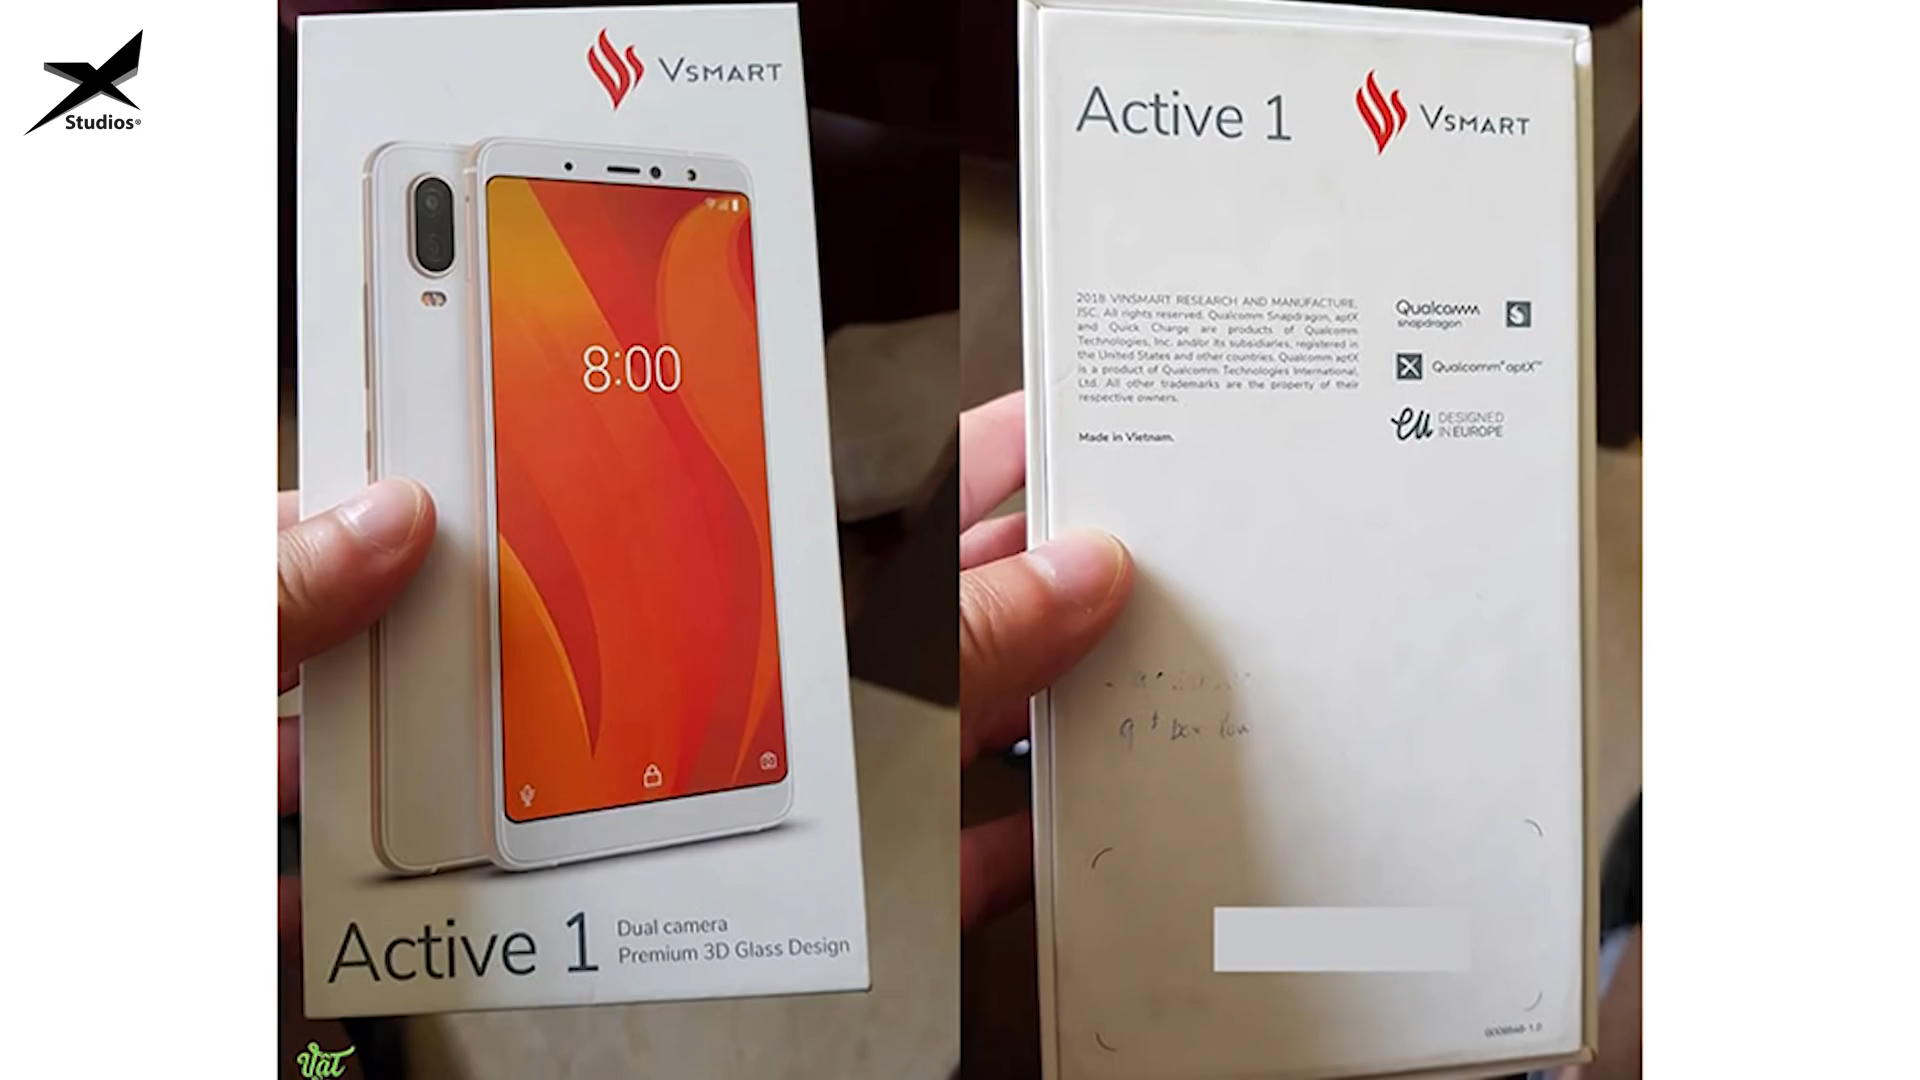 Studios®
VSMART
8:00
Active 1
Dual camera
Premium 3D Glass Design
Vật
Active 1
VSMART
2018 VINSMART RESEARCH AND MANUFACTURE,
JSC. All rights reserved. Qualcomm Snapdragon, aptX
and Quick Charge are products of Qualcomm
Technologies, Inc. and/or its subsidiaries, registered in
the United States and other countries. Qualcomm aptX
is a product of Qualcomm Technologies International,
Ltd. All other trademarks are the property of their
respective owners.
Made in Vietnam.
Qualcomm
snapdragon
Qualcomm® aptX™
eu DESIGNED
IN EUROPE